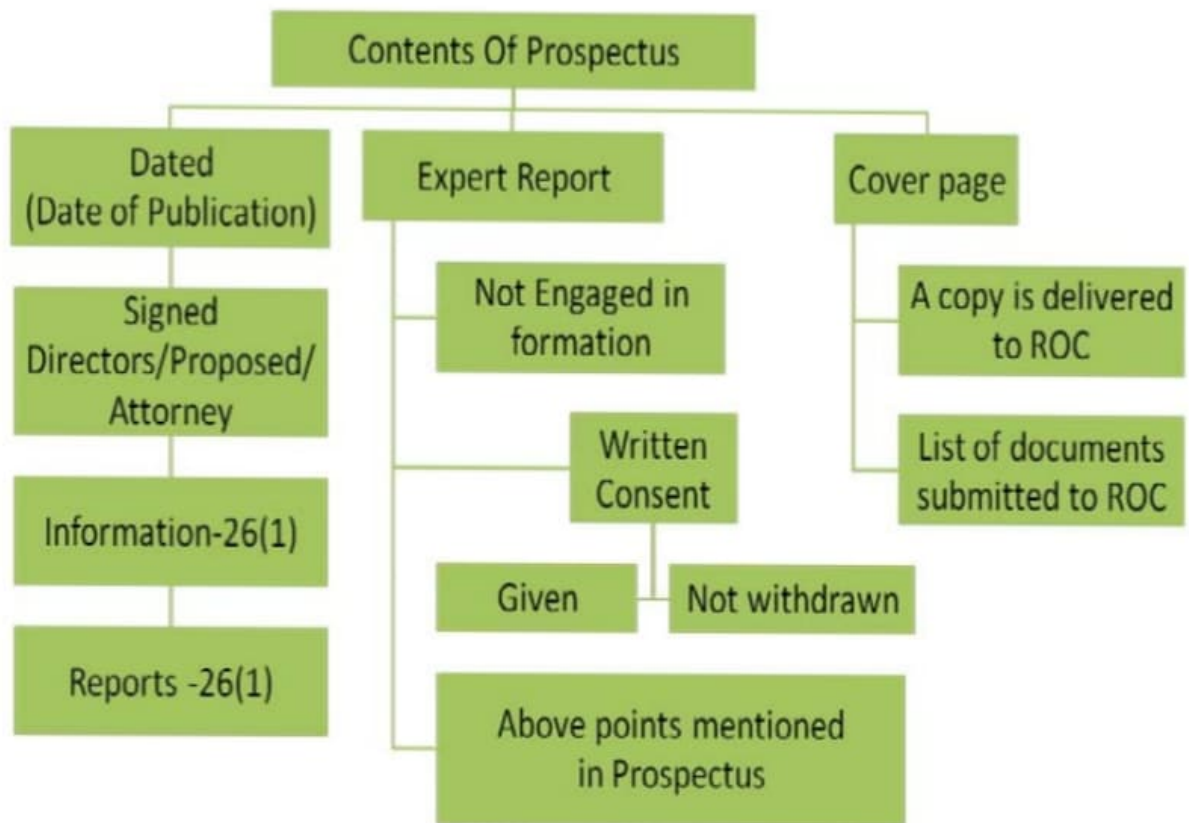 Contents Of Prospectus
Dated
(Date of Publication)
Signed
Directors/Proposed/
Attorney
Information-26(1)
Reports -26(1)
Expert Report
Not Engaged in
formation
Written
Consent
Given
Not withdrawn
Above points mentioned
in Prospectus
Cover page
A copy is delivered
to ROC
List of documents
submitted to ROC